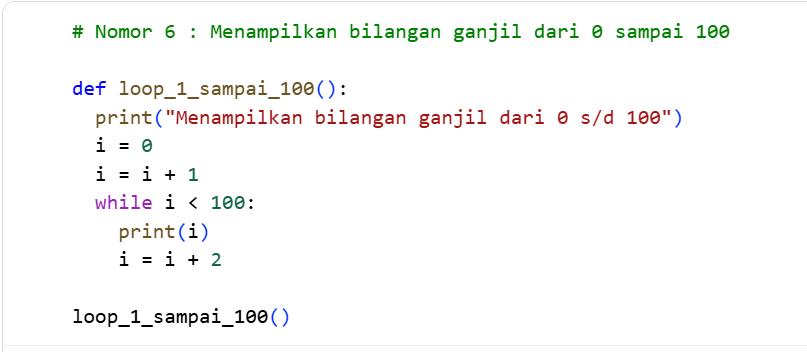 # Nomor 6 : Menampilkan bilangan ganjil dari 0 sampai 100
def loop_1_sampai_100():
print("Menampilkan bilangan ganjil dari 0 s/d 100")
i = 0
i = i + 1
while i < 100:
print(i)
i = i + 2
loop_1_sampai_100()